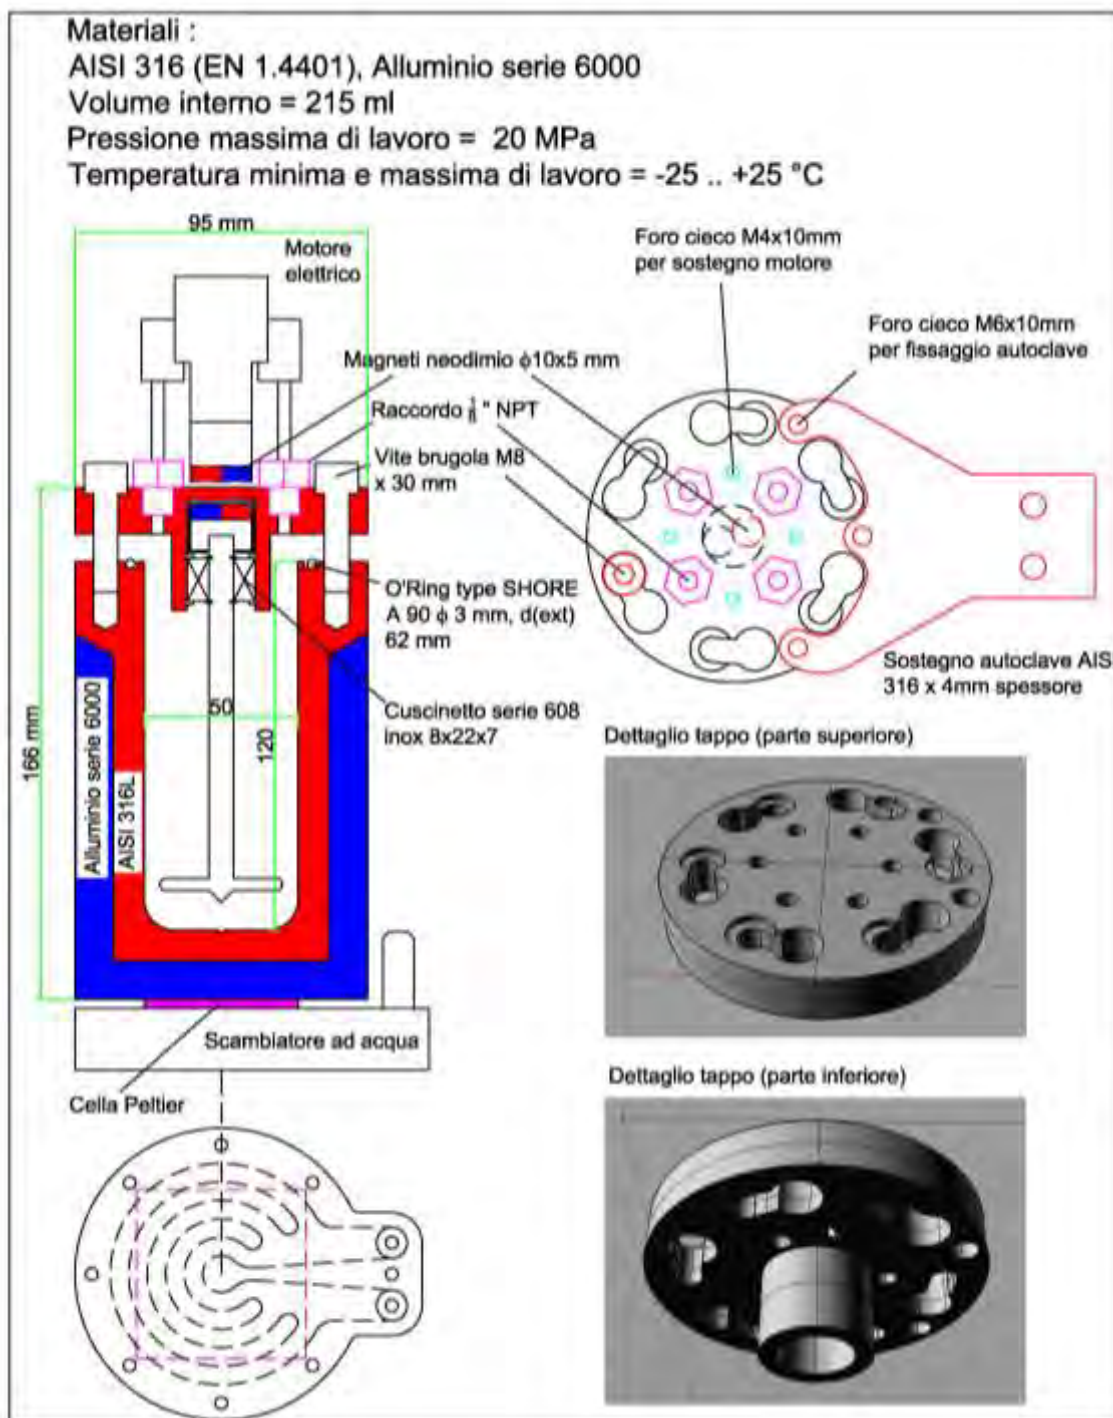 Materiali :
AISI 316 (EN 1.4401), Alluminio serie 6000
Volume interno = 215 ml
Pressione massima di lavoro = 20 MPa
Temperatura minima e massima di lavoro = -25 .. +25 °C
95 mm
Motore
elettrico
Foro cieco M4x10mm
per sostegno motore
Foro cieco M6x10mm
per fissaggio autoclave
Magneti neodimio ϕ10x5 mm
Raccordo ⅛ " NPT
Vite brugola M8
x 30 mm
O'Ring type SHORE
A 90 ϕ 3 mm, d(ext)
62 mm
Sostegno autoclave AIS
316 x 4mm spessore
Cuscinetto serie 608
inox 8x22x7
166 mm
Alluminio serie 6000
AISI 316L
50
120
Dettaglio tappo (parte superiore)
Scambiatore ad acqua
Cella Peltier
Dettaglio tappo (parte inferiore)